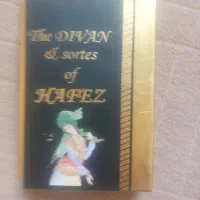 The DIVAN
& sortes
of
HAFEZ